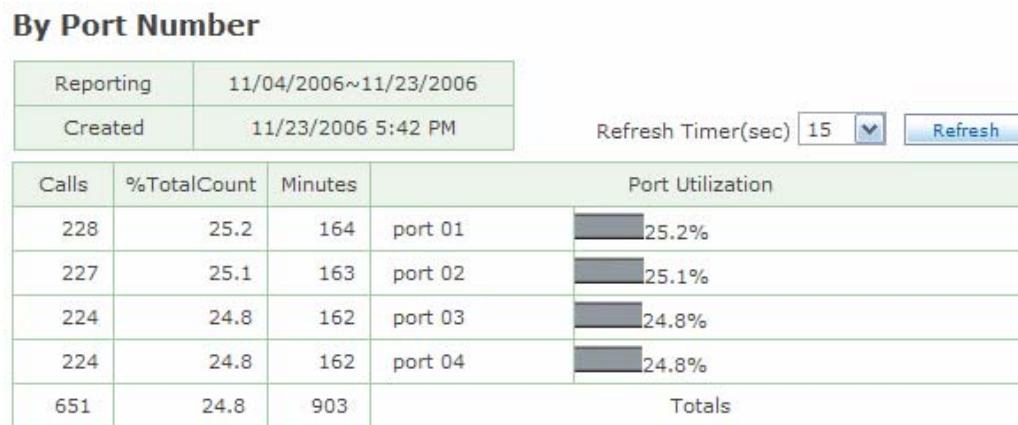 By Port Number
Reporting 11/04/2006~11/23/2006
Created 11/23/2006 5:42 PM
Refresh Timer(sec) 15 Refresh
Calls %TotalCount Minutes Port Utilization
228 25.2 164 port 01 25.2%
227 25.1 163 port 02 25.1%
224 24.8 162 port 03 24.8%
224 24.8 162 port 04 24.8%
651 24.8 903 Totals